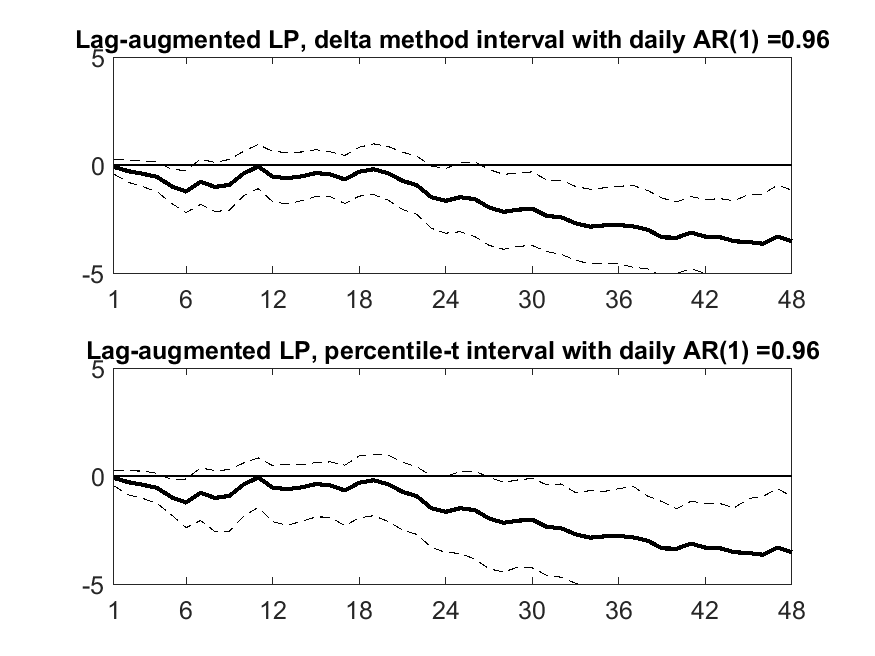 Lag-augmented LP, delta method interval with daily AR(1) =0.96
5
0
-5
1 6 12 18 24 30 36 42 48
Lag-augmented LP, percentile-t interval with daily AR(1) =0.96
5
0
-5
1 6 12 18 24 30 36 42 48